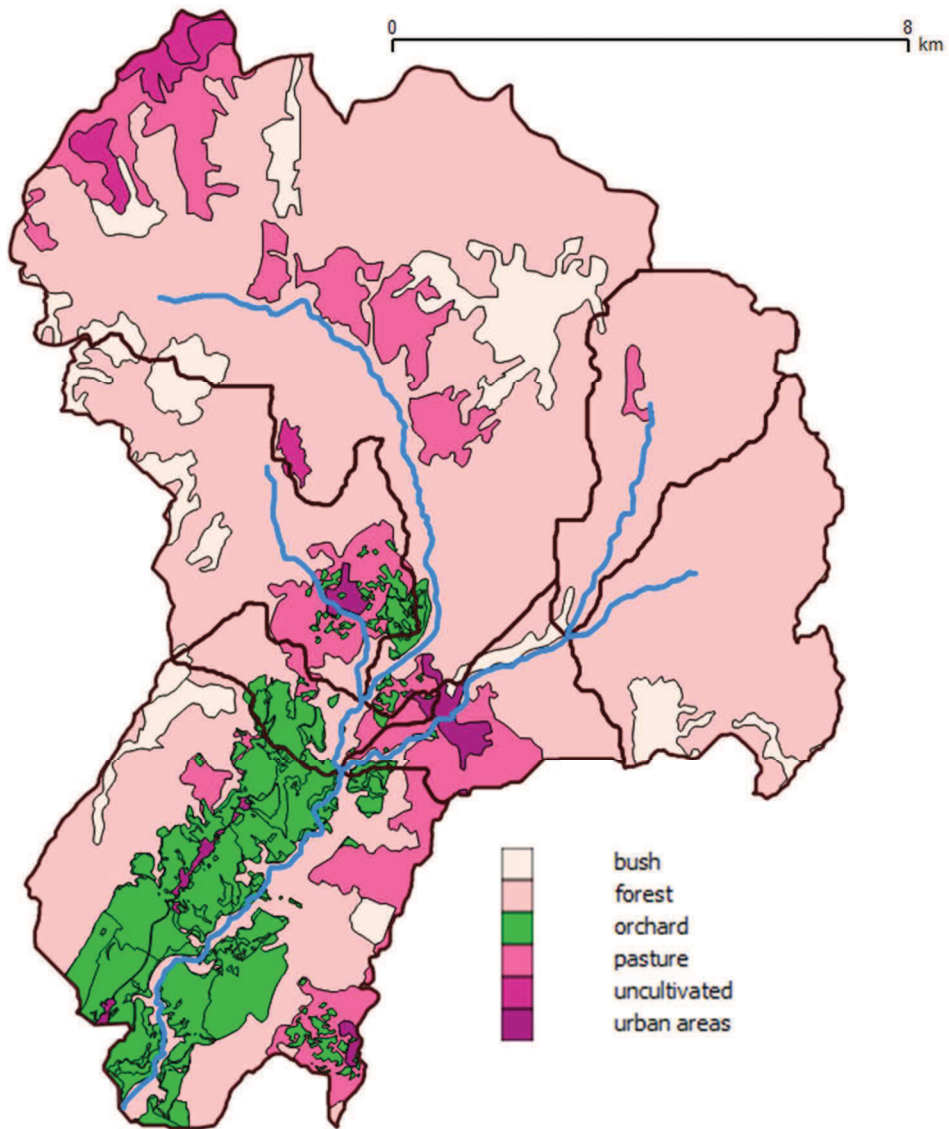 0 8
km
bush
forest
orchard
pasture
uncultivated
urban areas